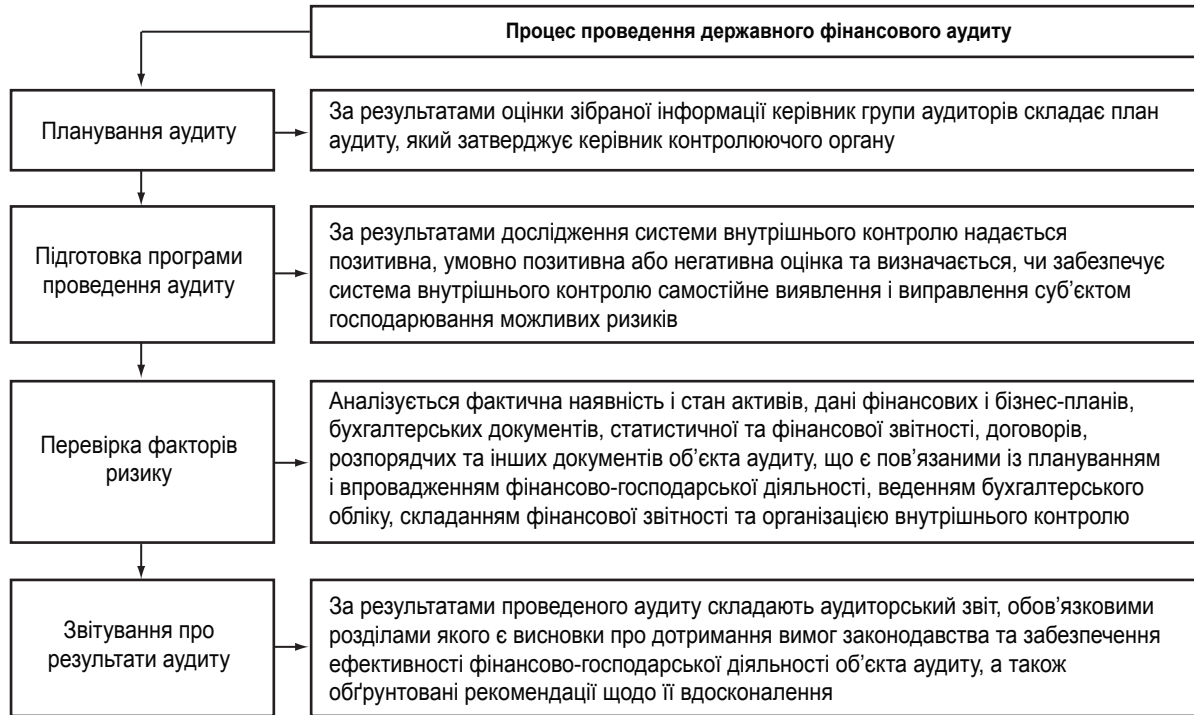 Процес проведення державного фінансового аудиту
Планування аудиту
За результатами оцінки зібраної інформації керівник групи аудиторів складає план
аудиту, який затверджує керівник контролюючого органу
Підготовка програми
проведення аудиту
За результатами дослідження системи внутрішнього контролю надається
позитивна, умовно позитивна або негативна оцінка та визначається, чи забезпечує
система внутрішнього контролю самостійне виявлення і виправлення суб’єктом
господарювання можливих ризиків
Перевірка факторів
ризику
Аналізується фактична наявність і стан активів, дані фінансових і бізнес-планів,
бухгалтерських документів, статистичної та фінансової звітності, договорів,
розпорядчих та інших документів об’єкта аудиту, що є пов’язаними із плануванням
і впровадженням фінансово-господарської діяльності, веденням бухгалтерського
обліку, складанням фінансової звітності та організацією внутрішнього контролю
Звітування про
результати аудиту
За результатами проведеного аудиту складають аудиторський звіт, обов’язковими
розділами якого є висновки про дотримання вимог законодавства та забезпечення
ефективності фінансово-господарської діяльності об’єкта аудиту, а також
обґрунтовані рекомендації щодо її вдосконалення